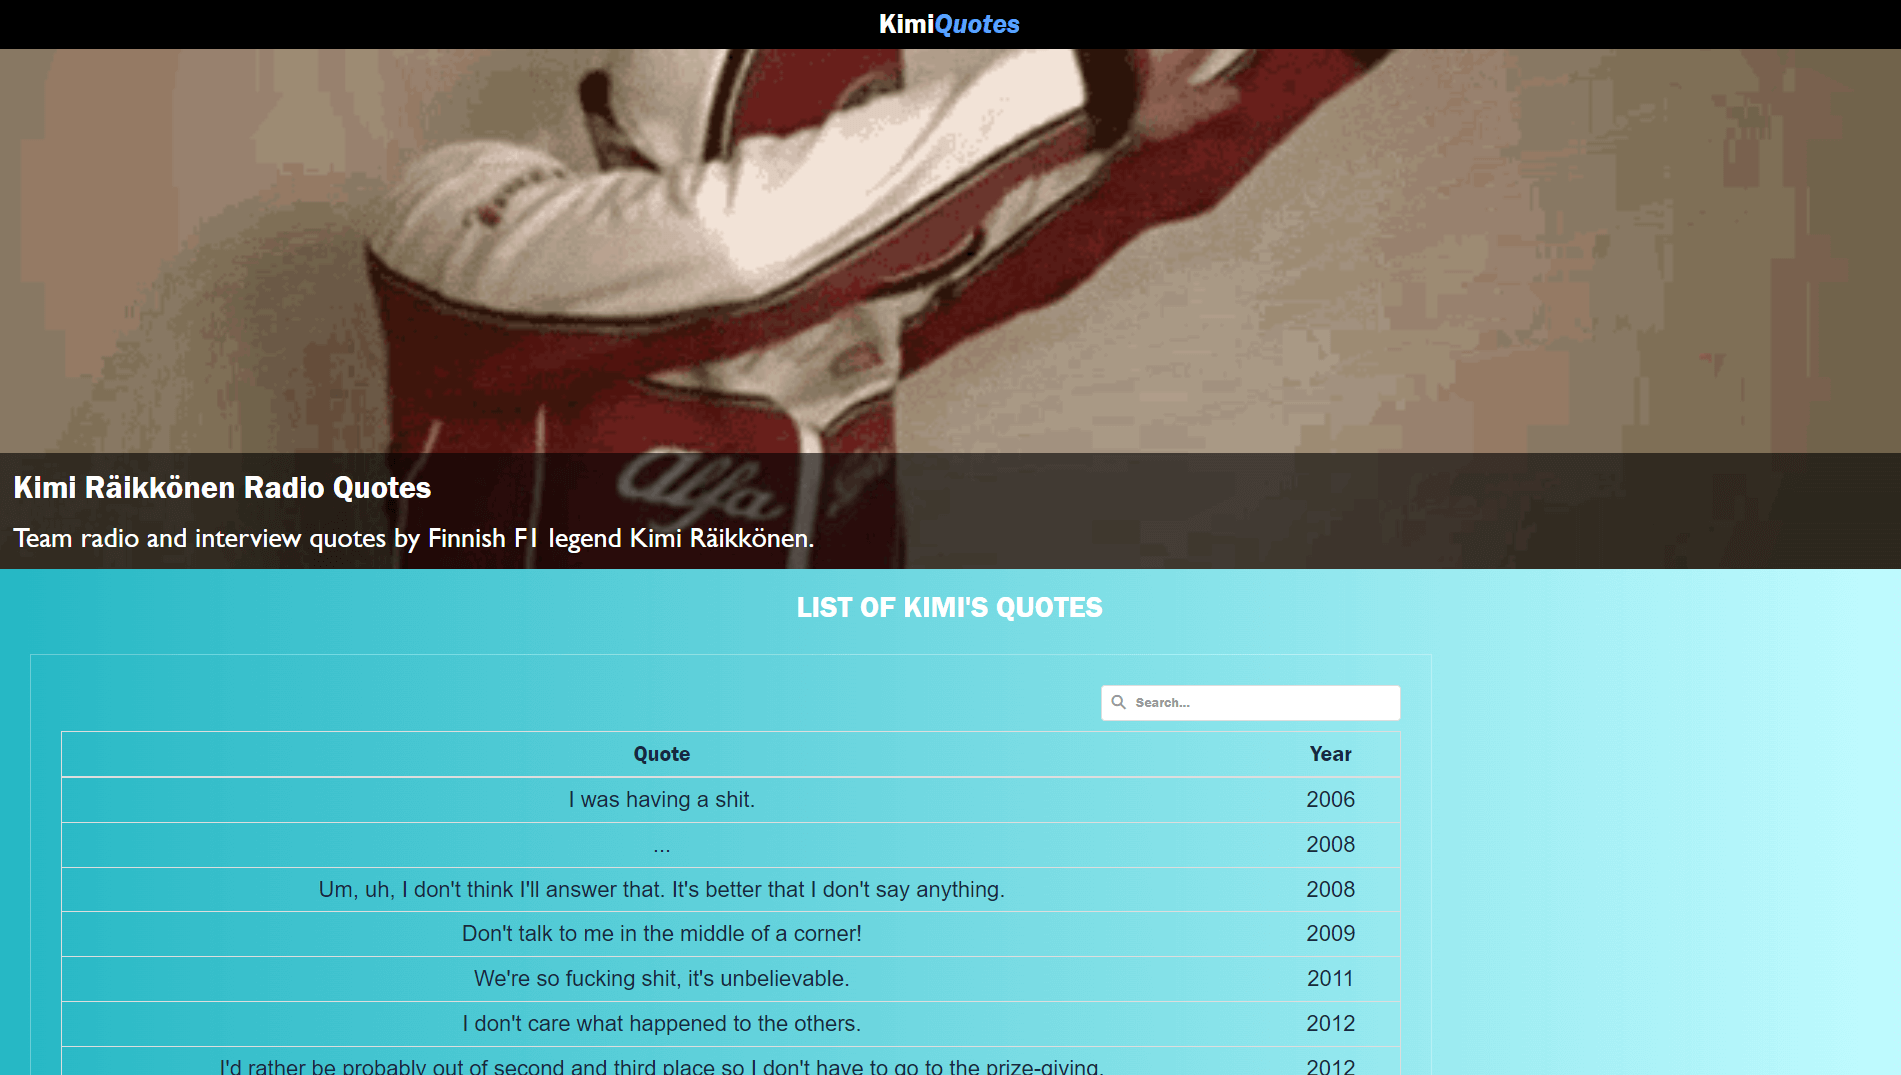 KimiQuotes
Alfa
Kimi Räikkönen Radio Quotes
Team radio and interview quotes by Finnish F1 legend Kimi Räikkönen.
LIST OF KIMI'S QUOTES
Search...
Quote Year
I was having a shit. 2006
... 2008
Um, uh, I don't think I'll answer that. It's better that I don't say anything. 2008
Don't talk to me in the middle of a corner! 2009
We're so fucking shit, it's unbelievable. 2011
I don't care what happened to the others. 2012
I'd rather be probably out of second and third place so I don't have to go to the prize-giving. 2012